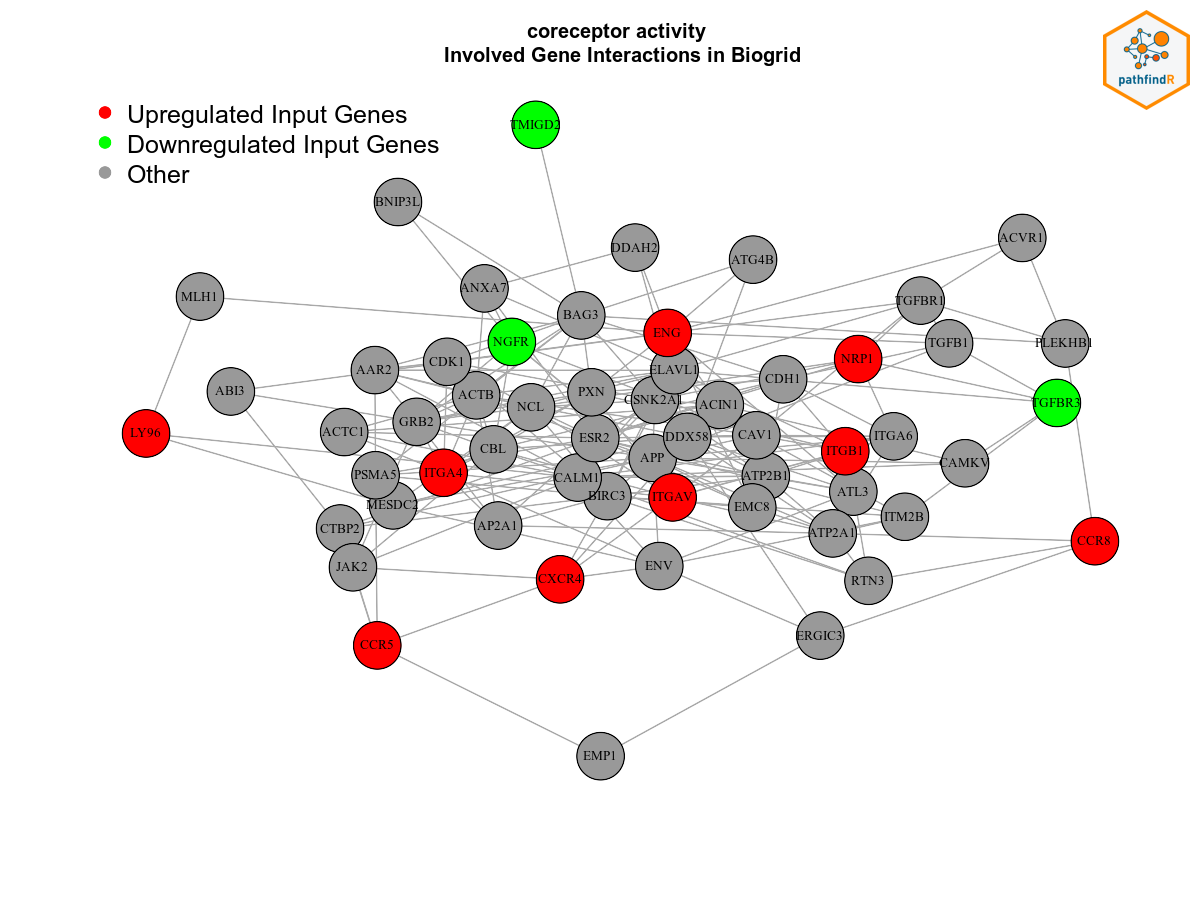 coreceptor activity
Involved Gene Interactions in Biogrid
pathfindR
Upregulated Input Genes
Downregulated Input Genes
Other
TMIGD2
BNIP3L
ACVR1
DDAH2
ATG4B
ANXA7
MLH1
TGFBR1
BAG3
ENG
NGFR
TGFB1
PLEKHB1
NRP1
CDK1
AAR2
ELAVL1
CDH1
ABI3
PXN
ACTB
CSNK2A1
TGFBR3
ACIN1
NCL
GRB2
ACTC1
LY96
ESR2
DDX58
CAV1
ITGA6
CBL
ITGB1
APP
CAMKV
ITGA4
PSMA5
CALM1
ATP2B1
ATL3
BIRC3
ITGAV
MESDC2
EMC8
ITM2B
CTBP2
AP2A1
ATP2A1
CCR8
JAK2
ENV
CXCR4
RTN3
ERGIC3
CCR5
EMP1